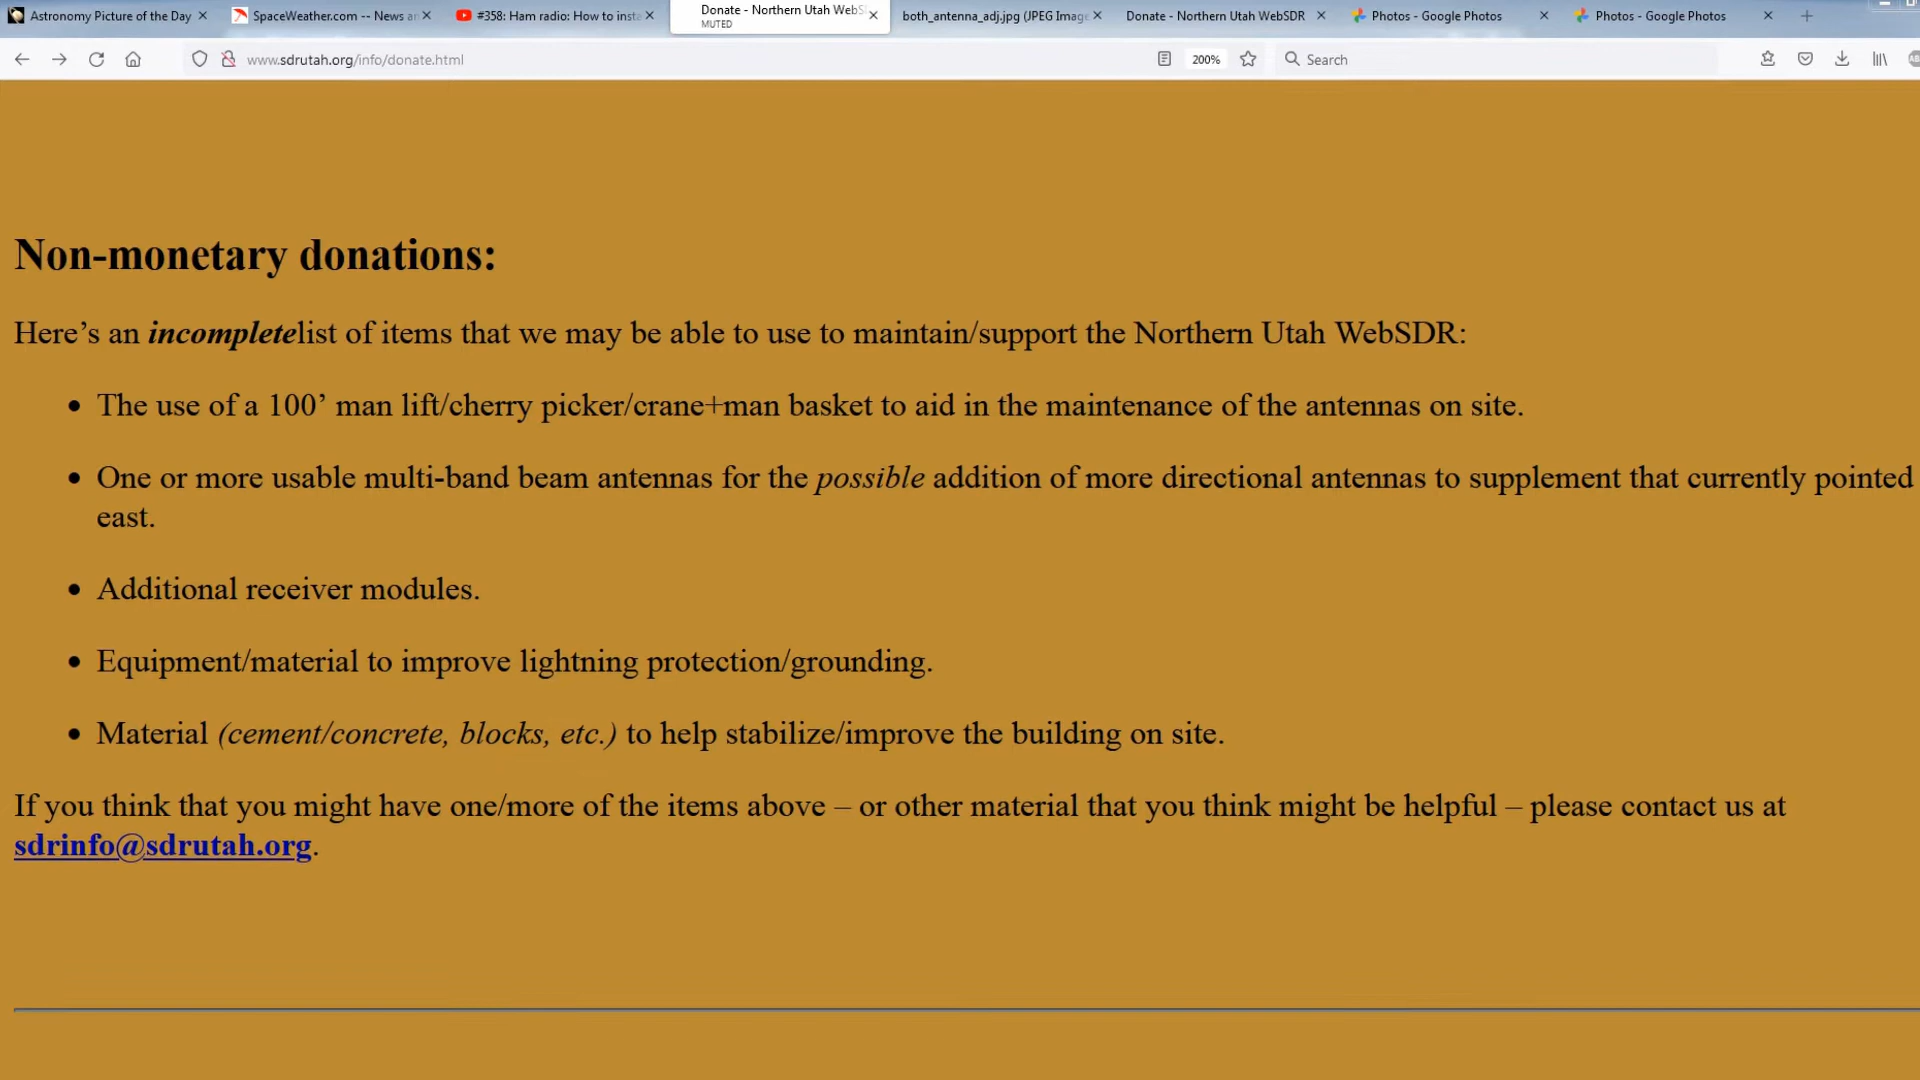 Astronomy Picture of the Day
SpaceWeather.com -- News a
#358: Ham radio: How to inst
Donate - Northern Utah WebS
MUTED
both_antenna_adj.jpg (JPEG Imag
Donate - Northern Utah WebSDR
Photos - Google Photos
Photos - Google Photos
www.sdrutah.org/info/donate.html
200%
Search
Non-monetary donations:
Here’s an incompletelist of items that we may be able to use to maintain/support the Northern Utah WebSDR:
• The use of a 100’ man lift/cherry picker/crane+man basket to aid in the maintenance of the antennas on site.
• One or more usable multi-band beam antennas for the possible addition of more directional antennas to supplement that currently pointed
east.
• Additional receiver modules.
• Equipment/material to improve lightning protection/grounding.
• Material (cement/concrete, blocks, etc.) to help stabilize/improve the building on site.
If you think that you might have one/more of the items above – or other material that you think might be helpful – please contact us at
sdrinfo@sdrutah.org.